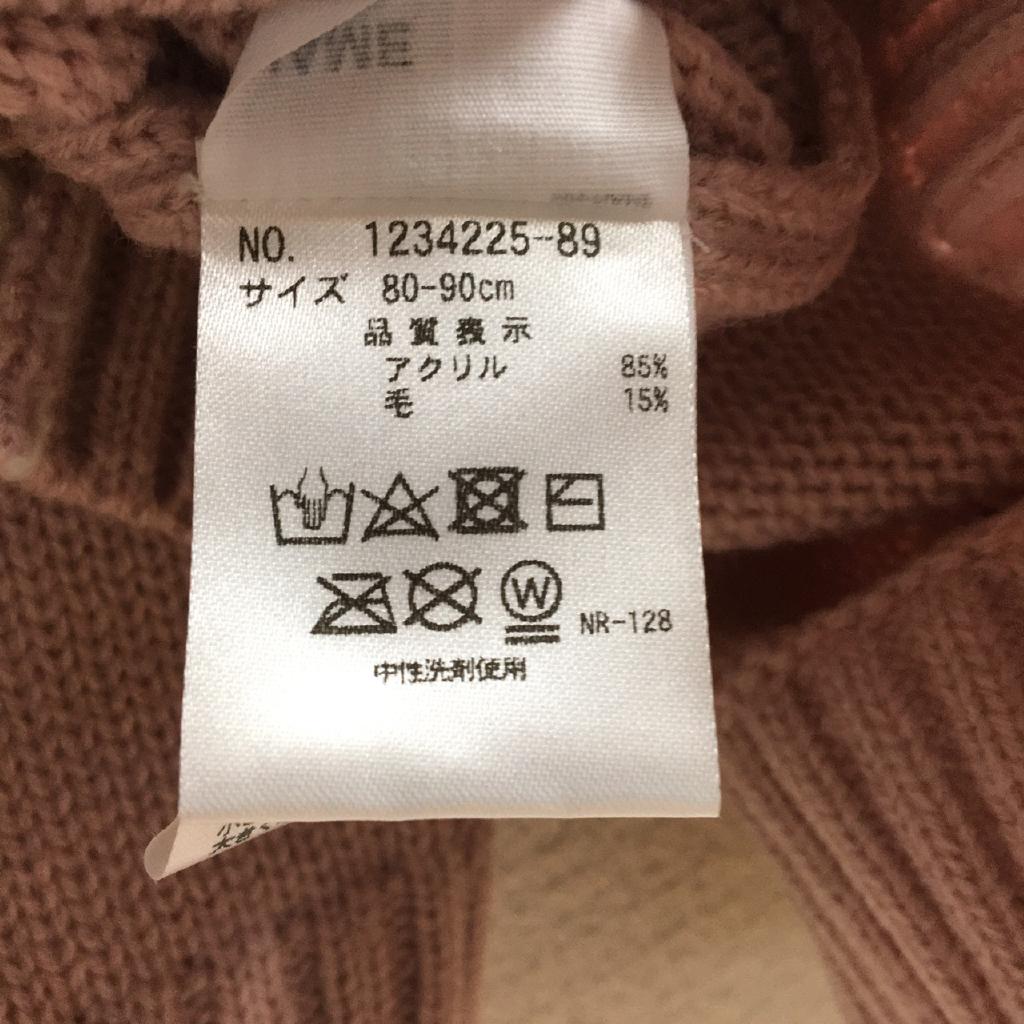 NO. 1234225-89
サイズ 80-90cm
品質表示
アクリル 85%
毛 15%
W
NR-128
中性洗剤使用